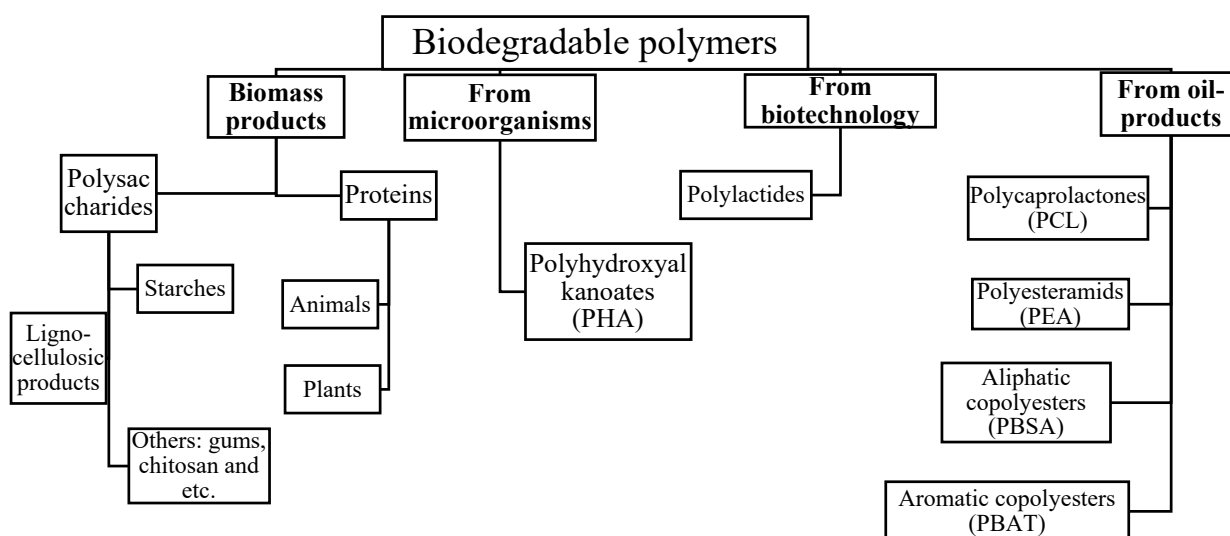 Biodegradable polymers
Biomass
products
From
microorganisms
From
biotechnology
From oil-
products
Polysac
charides
Proteins
Polylactides
Polycaprolactones
(PCL)
Starches
Animals
Polyhydroxyal
kanoates
(PHA)
Polyesteramids
(PEA)
Ligno-
cellulosic
products
Plants
Aliphatic
copolyesters
(PBSA)
Others: gums,
chitosan and
etc.
Aromatic copolyesters
(PBAT)